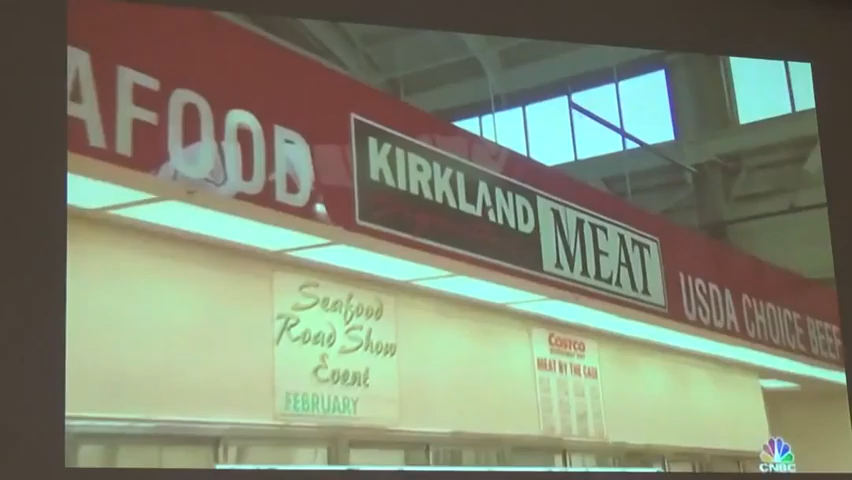 AFOOD
KIRKLAND
MEAT
USDA CHOICE BEEF
Seafood
Road Show
Event
FEBRUARY
COSTCO
MEAT BY THE CASE
CNBC